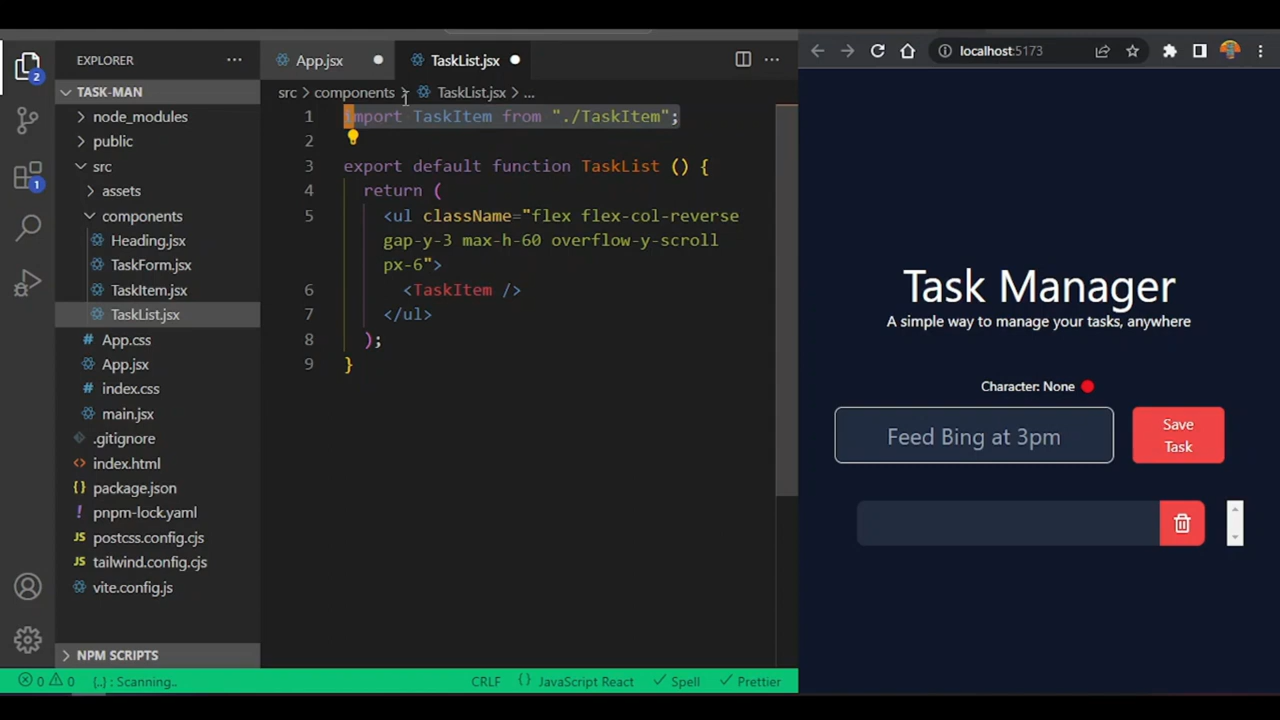 EXPLORER
TASK-MAN
node_modules
public
src
assets
components
Heading.jsx
TaskForm.jsx
TaskItem.jsx
TaskList.jsx
App.css
App.jsx
index.css
main.jsx
.gitignore
index.html
package.json
pnpm-lock.yaml
postcss.config.cjs
tailwind.config.cjs
vite.config.js
NPM SCRIPTS
2
1
App.jsx
TaskList.jsx
src > components > TaskList.jsx > ...
1 import TaskItem from "./TaskItem";
2
3 export default function TaskList () {
4 return (
5 <ul className="flex flex-col-reverse
gap-y-3 max-h-60 overflow-y-scroll
px-6">
6 <TaskItem />
7 </ul>
8 );
9 }
0 0 {..} : Scanning..
CRLF {} JavaScript React Spell Prettier
localhost:5173
Task Manager
A simple way to manage your tasks, anywhere
Character: None
Feed Bing at 3pm
Save
Task